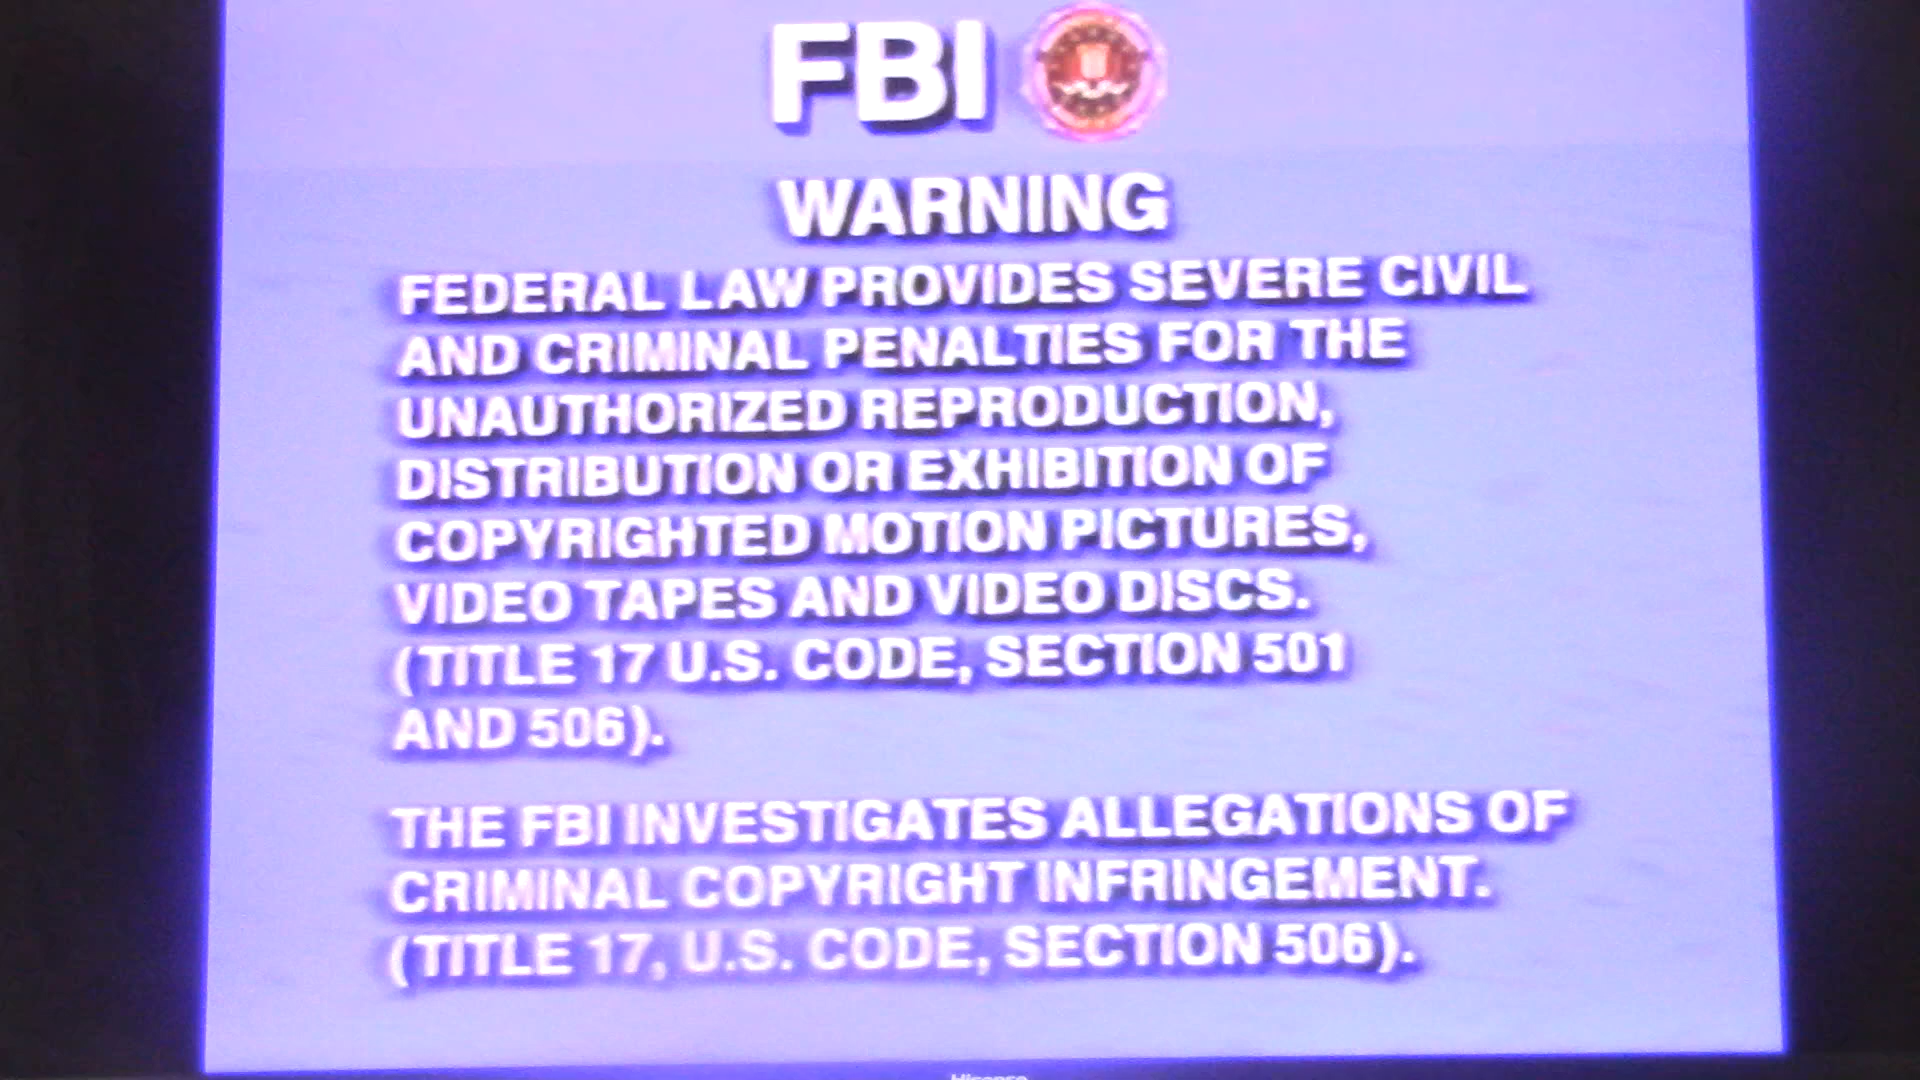 FBI
WARNING
FEDERAL LAW PROVIDES SEVERE CIVIL
AND CRIMINAL PENALTIES FOR THE
UNAUTHORIZED REPRODUCTION,
DISTRIBUTION OR EXHIBITION OF
COPYRIGHTED MOTION PICTURES,
VIDEO TAPES AND VIDEO DISCS.
(TITLE 17 U.S. CODE, SECTION 501
AND 506).
THE FBI INVESTIGATES ALLEGATIONS OF
CRIMINAL COPYRIGHT INFRINGEMENT.
(TITLE 17, U.S. CODE, SECTION 506).
Hisense